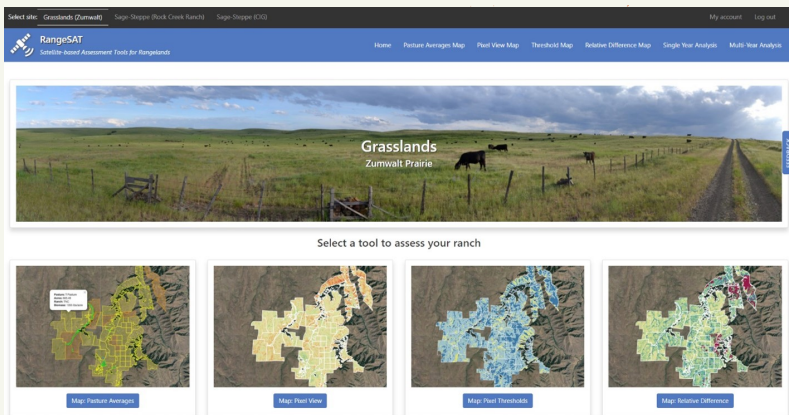 Select site: Grasslands (Zumwalt) Sage-Steppe (Rock Creek Ranch) Sage-Steppe (CIG) My account Log out
RangeSAT
Satellite-based Assessment Tools for Rangelands
Home Pasture Averages Map Pixel View Map Threshold Map Relative Difference Map Single Year Analysis Multi-Year Analysis
Grasslands
Zumwalt Prairie
Select a tool to assess your ranch
Map: Pasture Averages Map: Pixel View Map: Pixel Thresholds Map: Relative Difference